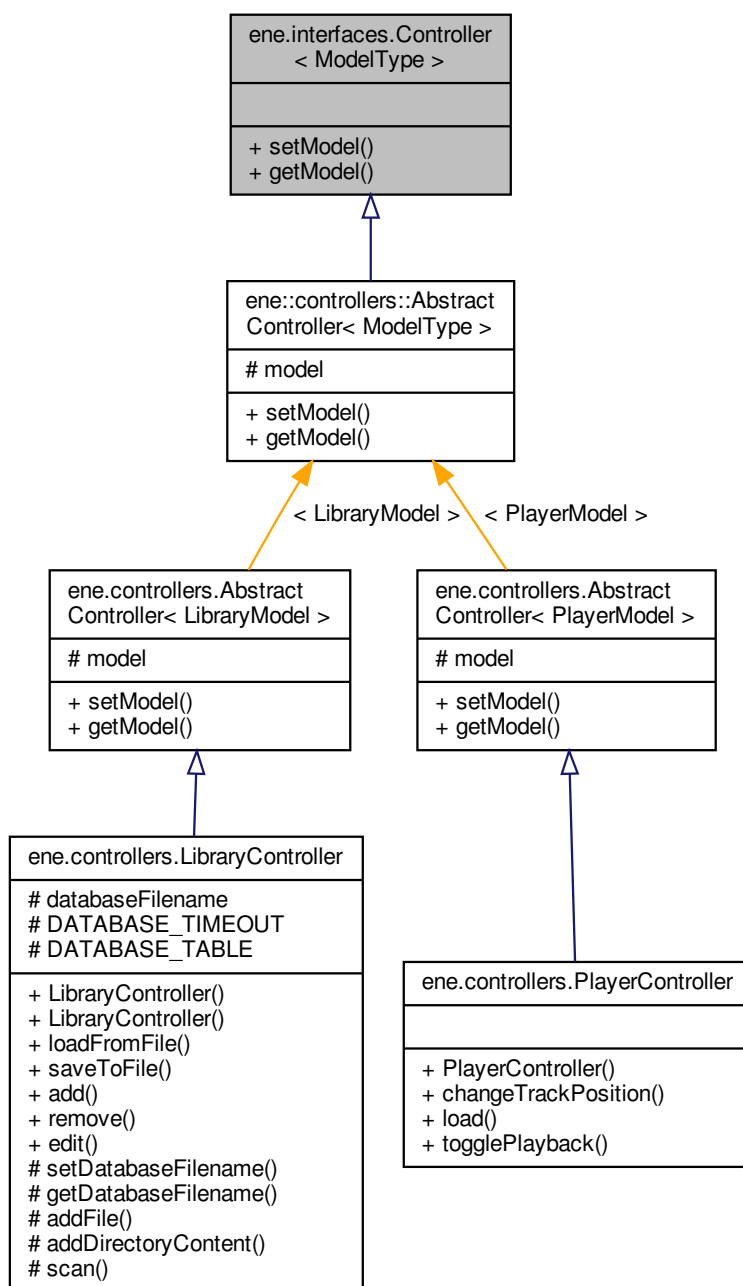 ene.interfaces.Controller
< ModelType >
+ setModel()
+ getModel()
ene::controllers::Abstract
Controller< ModelType >
# model
+ setModel()
+ getModel()
< LibraryModel >
< PlayerModel >
ene.controllers.Abstract
Controller< LibraryModel >
# model
+ setModel()
+ getModel()
ene.controllers.Abstract
Controller< PlayerModel >
# model
+ setModel()
+ getModel()
ene.controllers.LibraryController
# databaseFilename
# DATABASE_TIMEOUT
# DATABASE_TABLE
+ LibraryController()
+ LibraryController()
+ loadFromFile()
+ saveToFile()
+ add()
+ remove()
+ edit()
# setDatabaseFilename()
# getDatabaseFilename()
# addFile()
# addDirectoryContent()
# scan()
ene.controllers.PlayerController
+ PlayerController()
+ changeTrackPosition()
+ load()
+ togglePlayback()